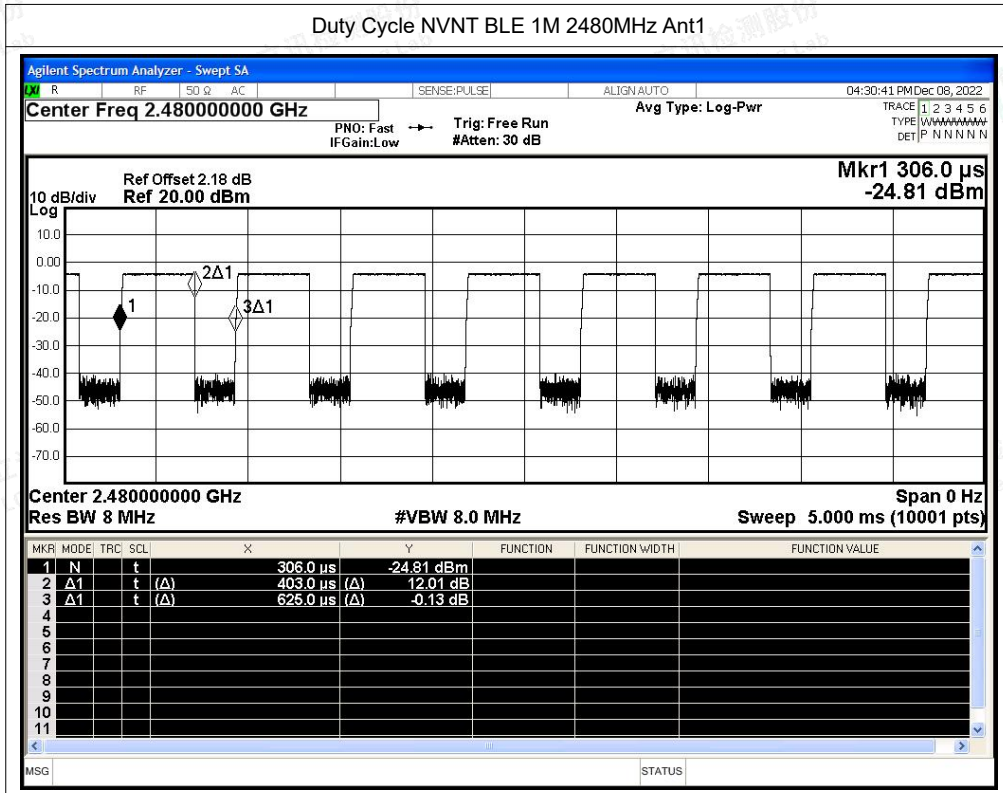 Duty Cycle NVNT BLE 1M 2480MHz Ant1
Agilent Spectrum Analyzer - Swept SA
LXI R RF 50 Ω AC SENSE:PULSE ALIGN AUTO 04:30:41 PM Dec 08, 2022
Center Freq 2.480000000 GHz Avg Type: Log-Pwr TRACE 1 2 3 4 5 6
PNO: Fast Trig: Free Run TYPE WWWWWW
IFGain:Low #Atten: 30 dB DET P N N N N N
Mkr1 306.0 µs
-24.81 dBm
Ref Offset 2.18 dB
10 dB/div Ref 20.00 dBm
Log
10.0
0.00
-10.0
-20.0
-30.0
-40.0
-50.0
-60.0
-70.0
2Δ1
1
3Δ1
Center 2.480000000 GHz Span 0 Hz
Res BW 8 MHz #VBW 8.0 MHz Sweep 5.000 ms (10001 pts)
MKR MODE TRC SCL X Y FUNCTION FUNCTION WIDTH FUNCTION VALUE
1 N t 306.0 µs -24.81 dBm
2 Δ1 t (Δ) 403.0 µs (Δ) 12.01 dB
3 Δ1 t (Δ) 625.0 µs (Δ) -0.13 dB
4
5
6
7
8
9
10
11
MSG STATUS